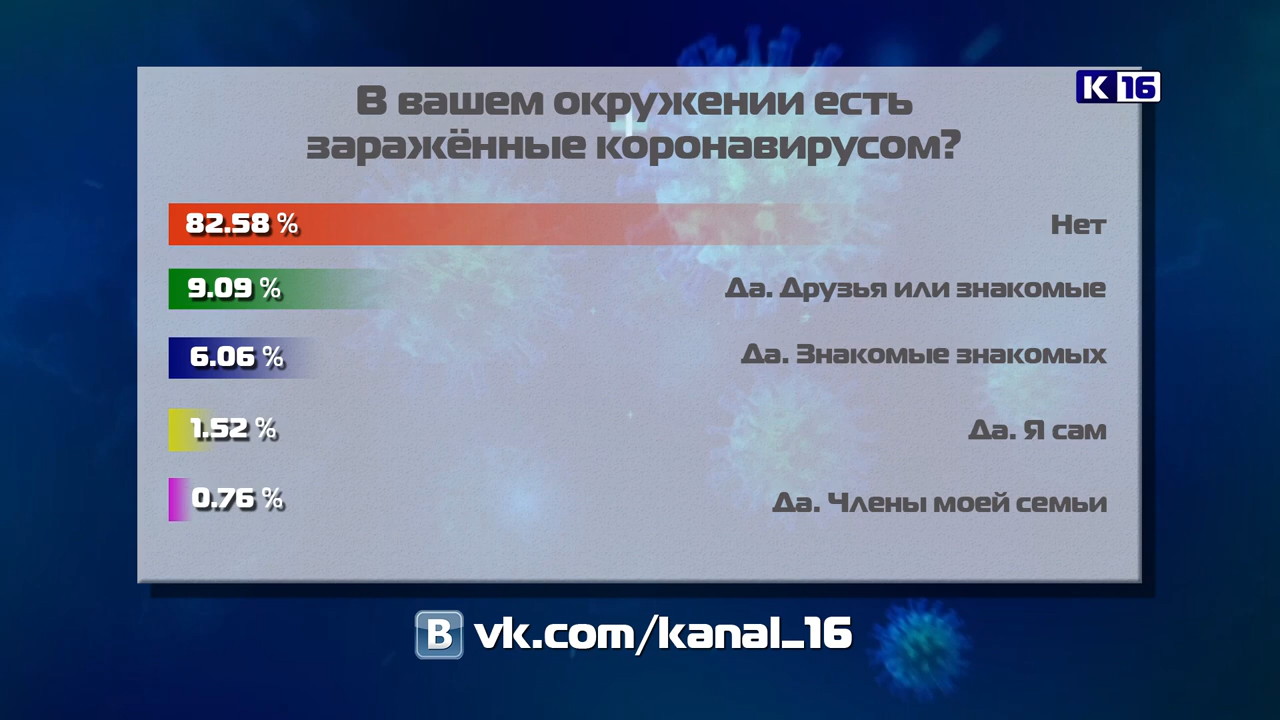 В вашем окружении есть
заражённые коронавирусом?
К 16
82.58 % Нет
9.09 % Да. Друзья или знакомые
6.06 % Да. Знакомые знакомых
1.52 % Да. Я сам
0.76 % Да. Члены моей семьи
В vk.com/kanal_16